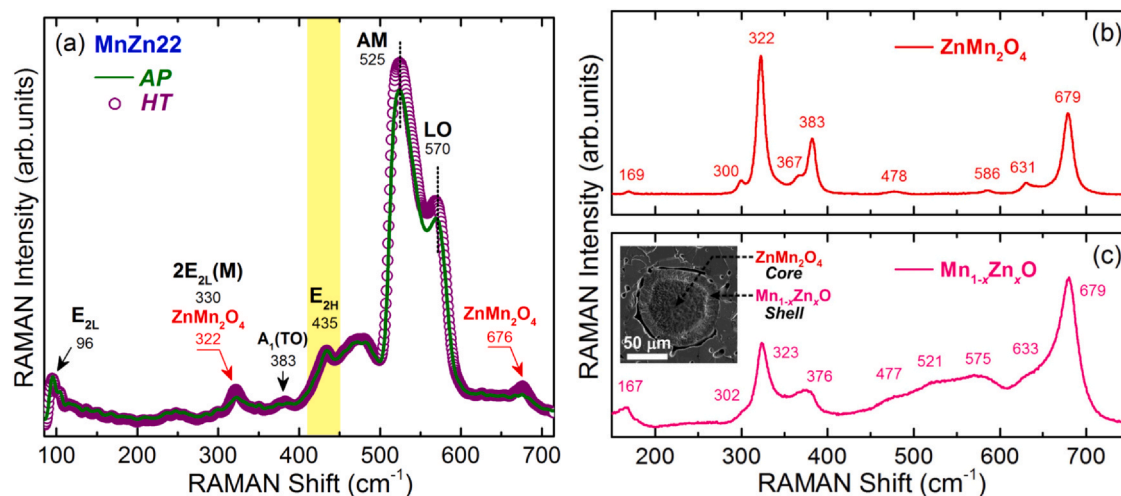 (a)
MnZn22
AP
HT
AM
525
LO
570
2E2L(M)
330
ZnMn2O4
322
E2L
96
A1(TO)
383
E2H
435
ZnMn2O4
676
100 200 300 400 500 600 700
RAMAN Shift (cm-1)
RAMAN Intensity (arb.units)
(b)
ZnMn2O4
169
300
322
367
383
478
586
631
679
RAMAN Intensity (arb.units)
(c)
ZnMn2O4
Core
Mn1-xZnxO
Shell
50 μm
Mn1-xZnxO
167
302
323
376
477
521
575
633
679
200 300 400 500 600 700
RAMAN Shift (cm-1)